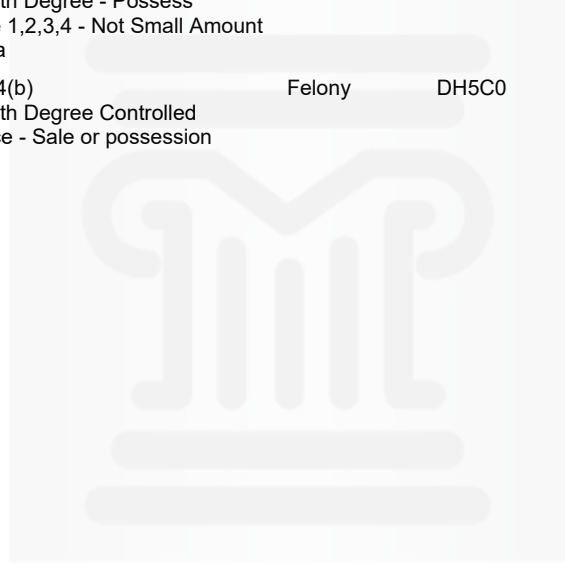 th Degree - Possess
1,2,3,4 - Not Small Amount
a
4(b) Felony DH5C0
th Degree Controlled
e - Sale or possession